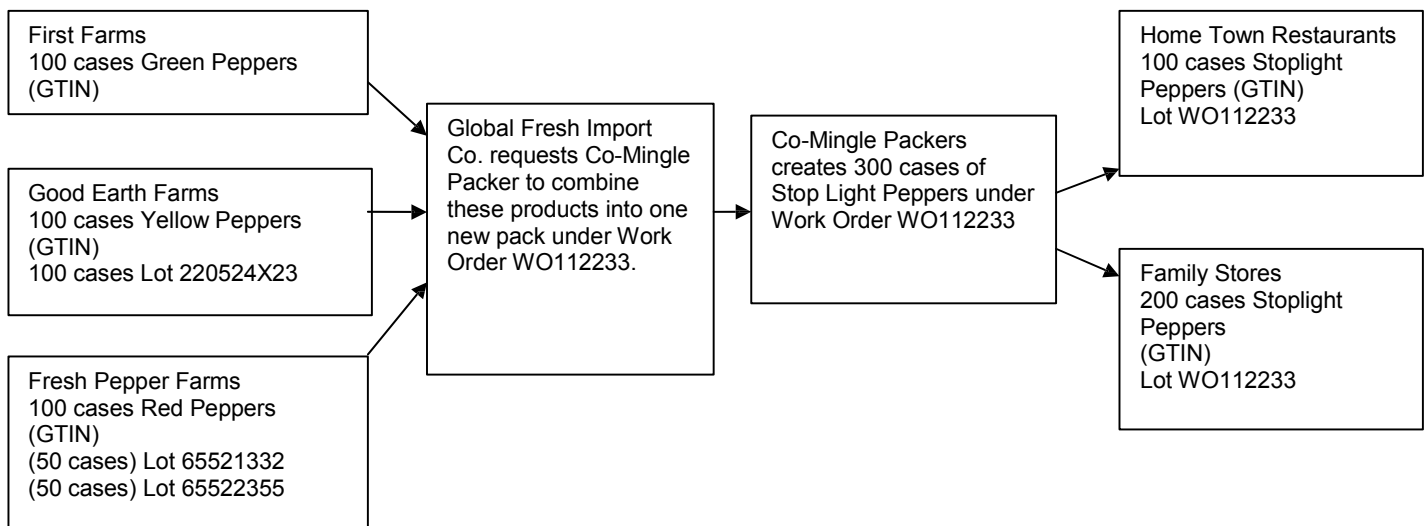 First Farms
100 cases Green Peppers
(GTIN)
Good Earth Farms
100 cases Yellow Peppers
(GTIN)
100 cases Lot 220524X23
Fresh Pepper Farms
100 cases Red Peppers
(GTIN)
(50 cases) Lot 65521332
(50 cases) Lot 65522355
Global Fresh Import
Co. requests Co-Mingle
Packer to combine
these products into one
new pack under Work
Order WO112233.
Co-Mingle Packers
creates 300 cases of
Stop Light Peppers under
Work Order WO112233
Home Town Restaurants
100 cases Stoplight
Peppers (GTIN)
Lot WO112233
Family Stores
200 cases Stoplight
Peppers
(GTIN)
Lot WO112233